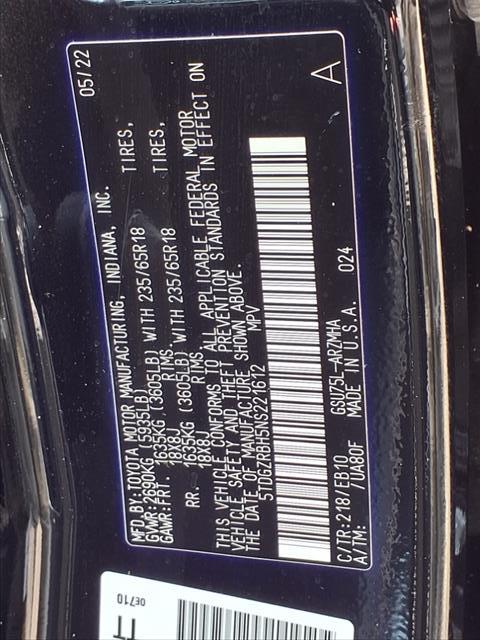 MFD.BY:TOYOTA MOTOR MANUFACTURING, INDIANA, INC. 05/22
GVWR:2690KG (5935LB)
GAWR:FRT. 1635KG (3605LB) WITH 235/65R18 TIRES,
18X8J RIMS
RR. 1635KG (3605LB) WITH 235/65R18 TIRES,
18X8J RIMS
THIS VEHICLE CONFORMS TO ALL APPLICABLE FEDERAL MOTOR
VEHICLE SAFETY AND THEFT PREVENTION STANDARDS IN EFFECT ON
THE DATE OF MANUFACTURE SHOWN ABOVE.
5TDGZRBH5NS221612 MPV
C/TR:218/EB10 GSU75L-ARZMHA 024
A/TM: /UA80F MADE IN U.S.A. A
0E710